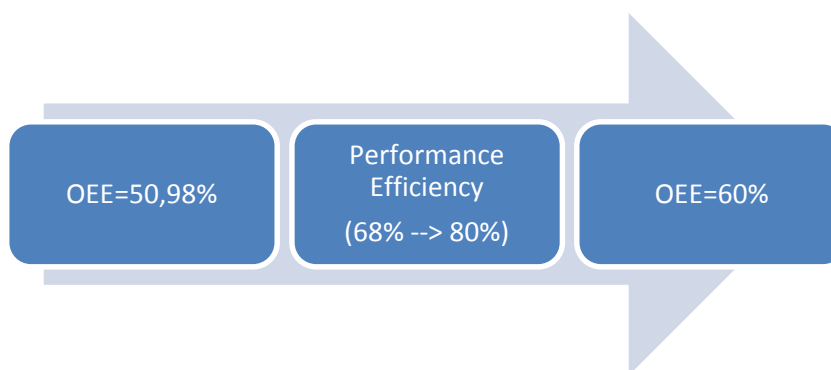 OEE=50,98%
Performance
Efficiency
(68% --> 80%)
OEE=60%